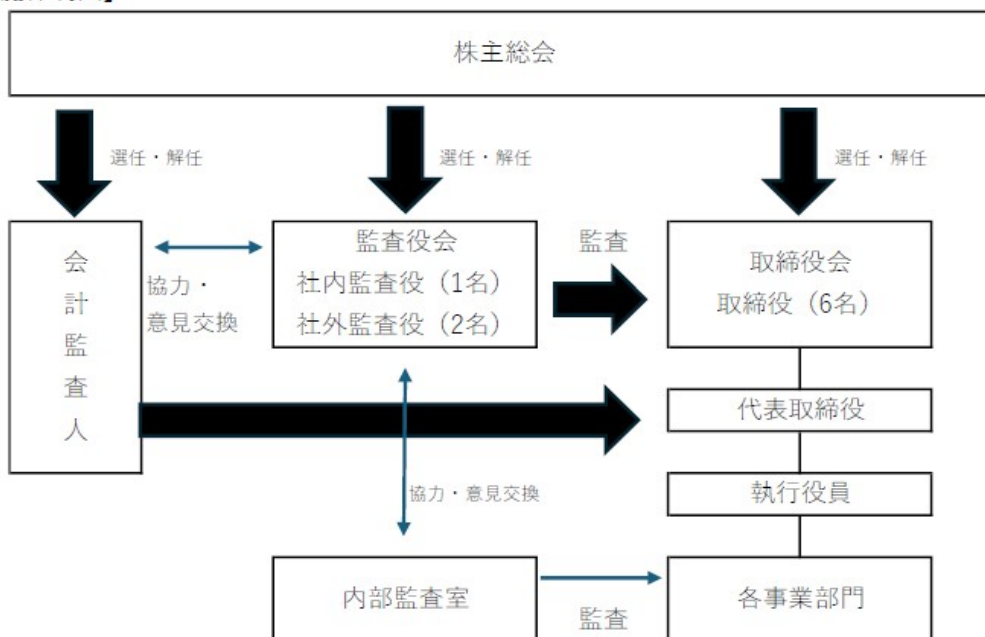 株主総会
選任・解任
選任・解任
選任・解任
会計監査人
協力・
意見交換
監査役会
社内監査役（1名）
社外監査役（2名）
監査
取締役会
取締役（6名）
代表取締役
執行役員
協力・意見交換
内部監査室
監査
各事業部門